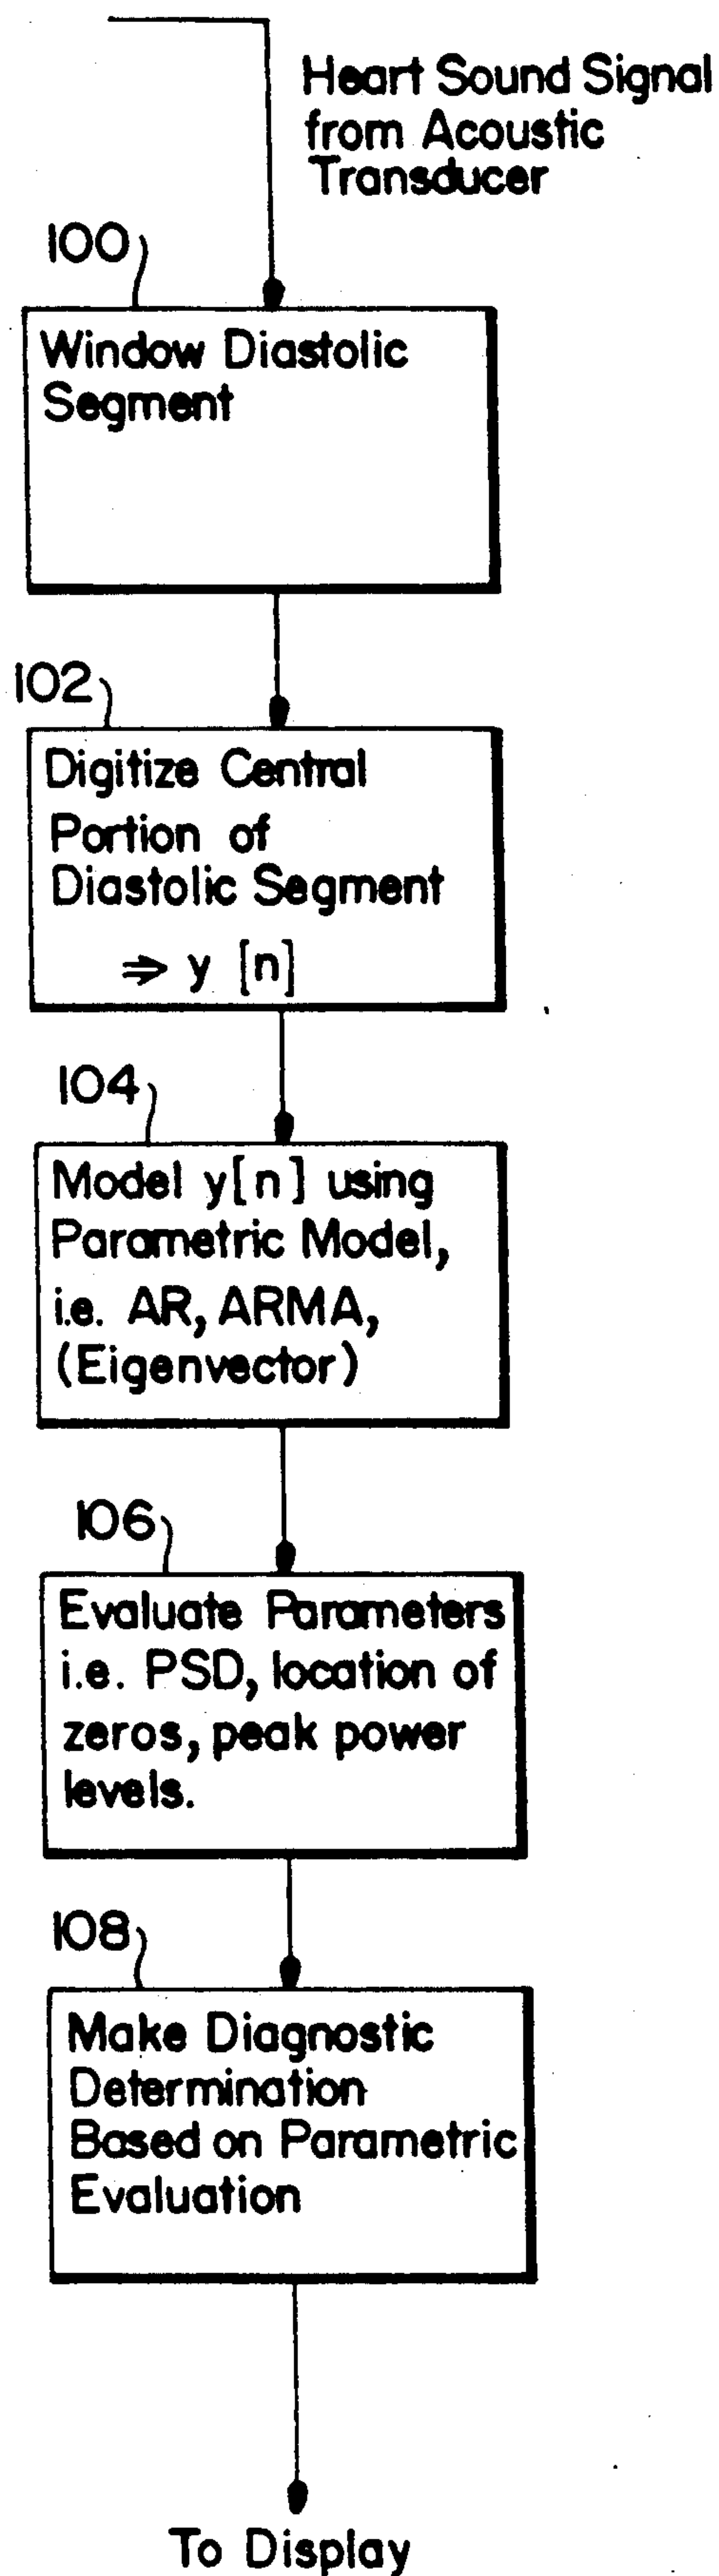 Heart Sound Signal
from Acoustic
Transducer
100
Window Diastolic
Segment
102
Digitize Central
Portion of
Diastolic Segment
⇒ y [n]
104
Model y[n] using
Parametric Model,
i.e. AR, ARMA,
(Eigenvector)
106
Evaluate Parameters
i.e. PSD, location of
zeros, peak power
levels.
108
Make Diagnostic
Determination
Based on Parametric
Evaluation
To Display